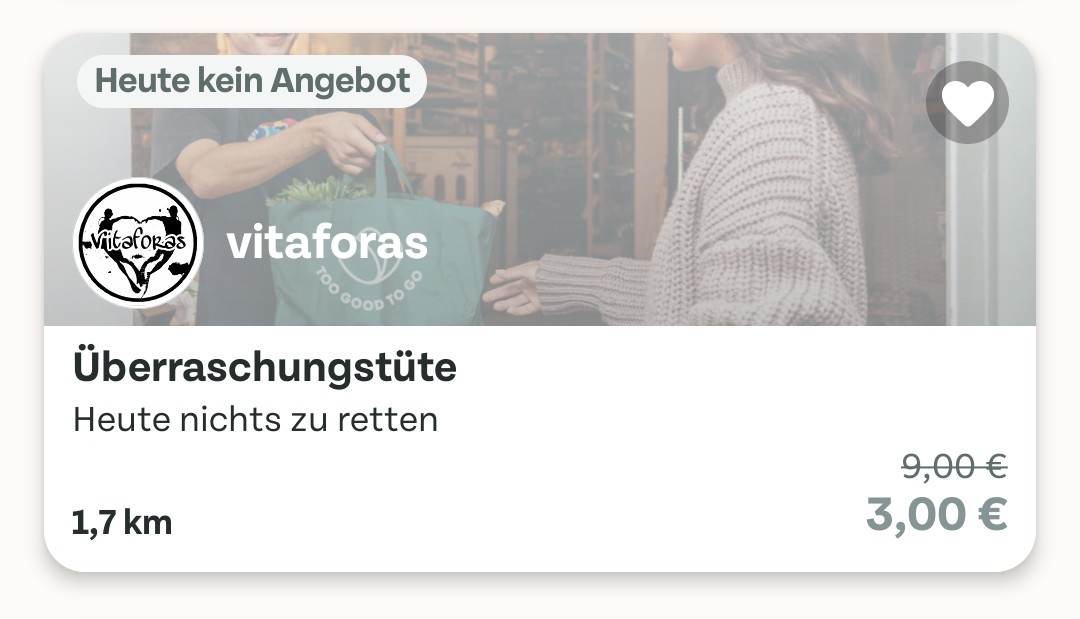 Heute kein Angebot
Vitaforas
vitaforas
TOO GOOD TO GO
Überraschungstüte
Heute nichts zu retten
9,00 €
1,7 km
3,00 €